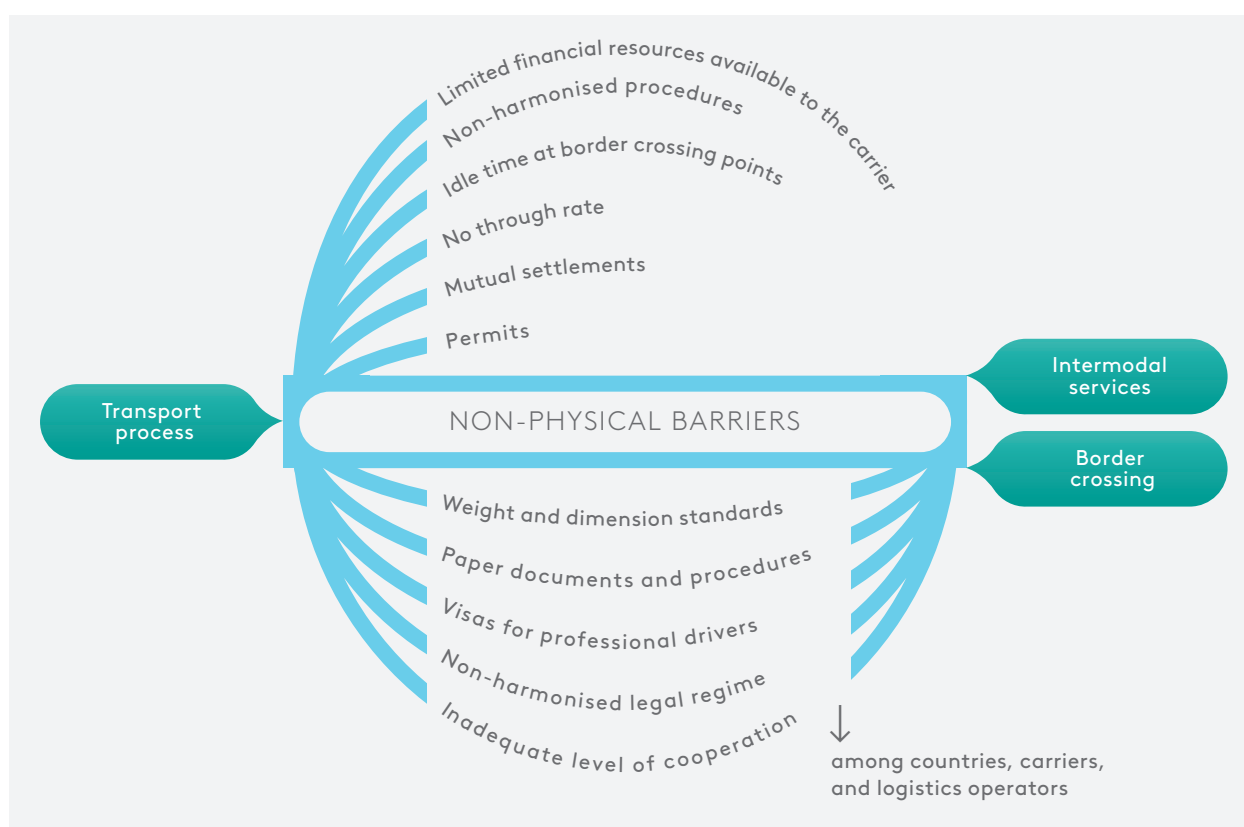 Limited financial resources available to the carrier
Non-harmonised procedures
Idle time at border crossing points
No through rate
Mutual settlements
Permits
Transport
process
NON-PHYSICAL BARRIERS
Intermodal
services
Border
crossing
Weight and dimension standards
Paper documents and procedures
Visas for professional drivers
Non-harmonised legal regime
Inadequate level of cooperation
among countries, carriers,
and logistics operators